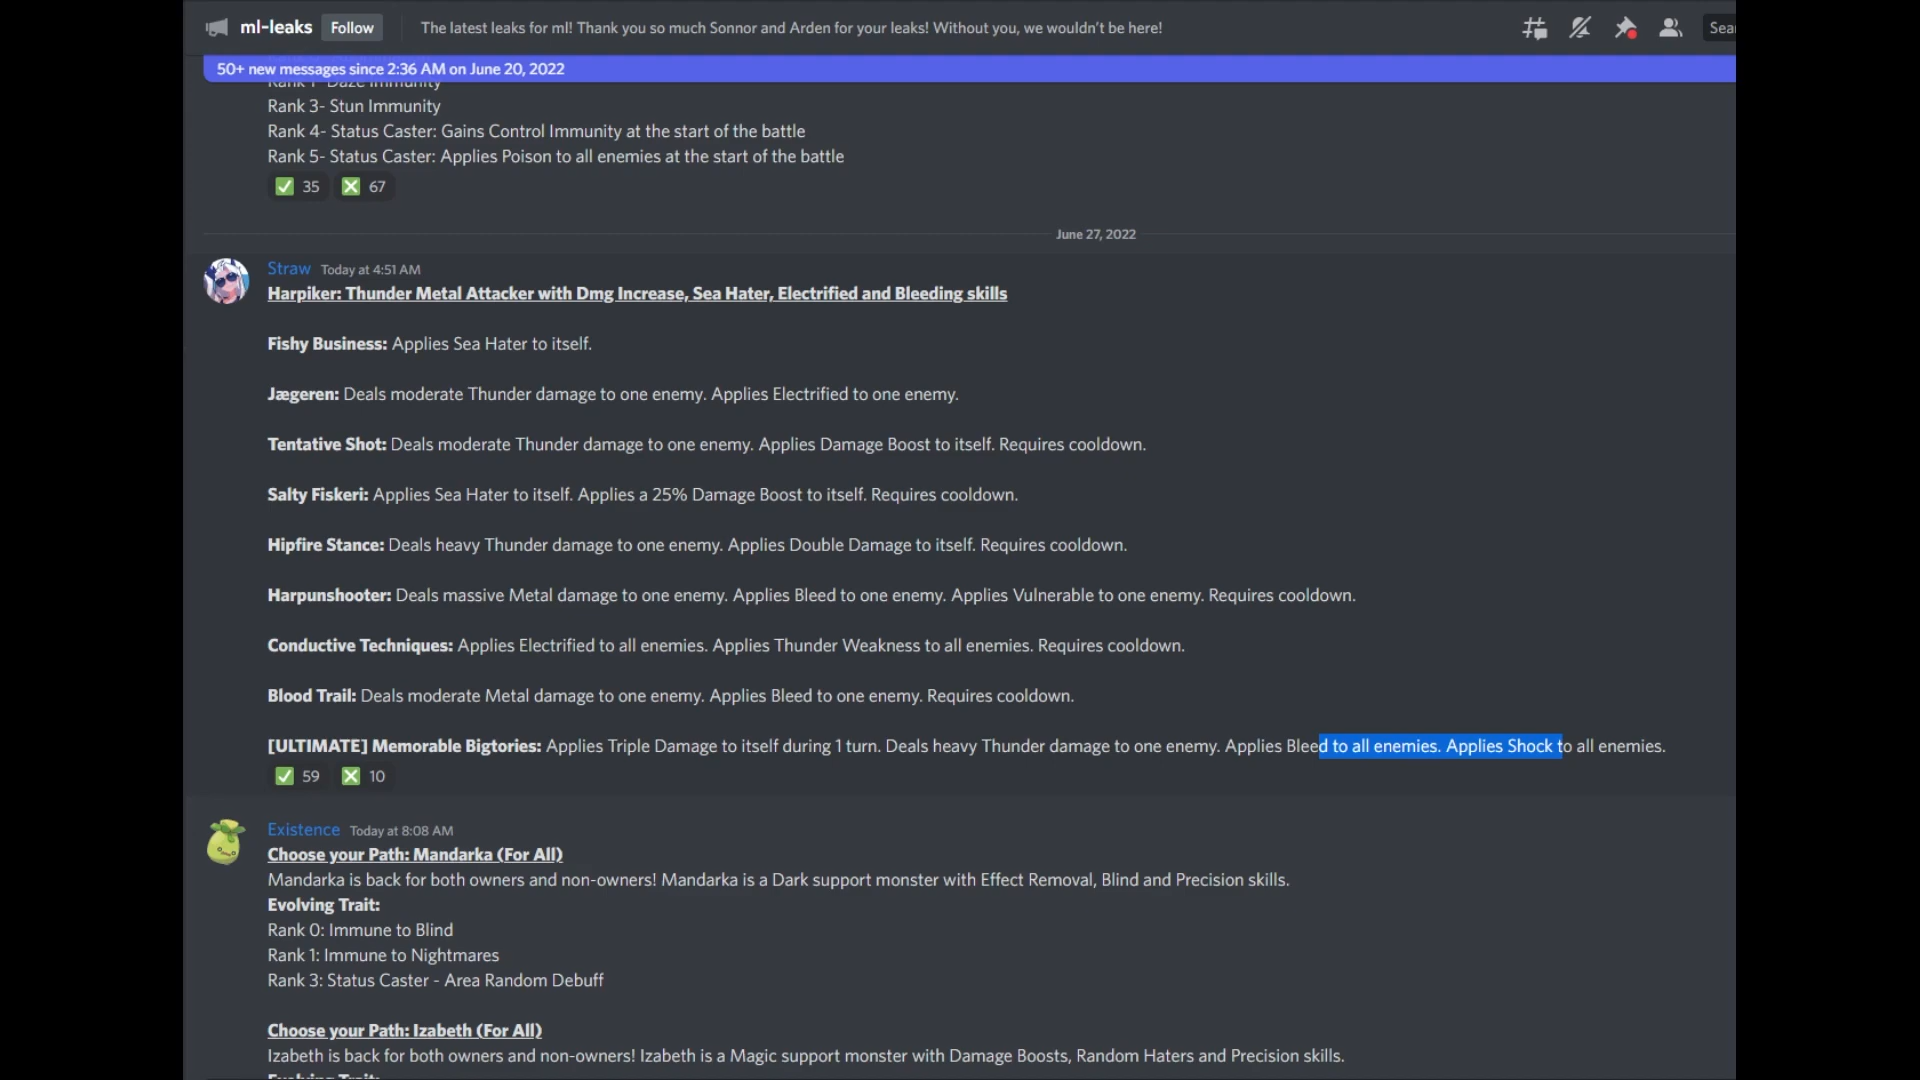 ml-leaks Follow The latest leaks for ml! Thank you so much Sonnor and Arden for your leaks! Without you, we wouldn't be here! Sea
50+ new messages since 2:36 AM on June 20, 2022
Rank 1- Daze Immunity
Rank 3- Stun Immunity
Rank 4- Status Caster: Gains Control Immunity at the start of the battle
Rank 5- Status Caster: Applies Poison to all enemies at the start of the battle
35 67
June 27, 2022
Straw Today at 4:51 AM
Harpiker: Thunder Metal Attacker with Dmg Increase, Sea Hater, Electrified and Bleeding skills
Fishy Business: Applies Sea Hater to itself.
Jægeren: Deals moderate Thunder damage to one enemy. Applies Electrified to one enemy.
Tentative Shot: Deals moderate Thunder damage to one enemy. Applies Damage Boost to itself. Requires cooldown.
Salty Fiskeri: Applies Sea Hater to itself. Applies a 25% Damage Boost to itself. Requires cooldown.
Hipfire Stance: Deals heavy Thunder damage to one enemy. Applies Double Damage to itself. Requires cooldown.
Harpunshooter: Deals massive Metal damage to one enemy. Applies Bleed to one enemy. Applies Vulnerable to one enemy. Requires cooldown.
Conductive Techniques: Applies Electrified to all enemies. Applies Thunder Weakness to all enemies. Requires cooldown.
Blood Trail: Deals moderate Metal damage to one enemy. Applies Bleed to one enemy. Requires cooldown.
[ULTIMATE] Memorable Bigtories: Applies Triple Damage to itself during 1 turn. Deals heavy Thunder damage to one enemy. Applies Bleed to all enemies. Applies Shock to all enemies.
59 10
Existence Today at 8:08 AM
Choose your Path: Mandarka (For All)
Mandarka is back for both owners and non-owners! Mandarka is a Dark support monster with Effect Removal, Blind and Precision skills.
Evolving Trait:
Rank 0: Immune to Blind
Rank 1: Immune to Nightmares
Rank 3: Status Caster - Area Random Debuff
Choose your Path: Izabeth (For All)
Izabeth is back for both owners and non-owners! Izabeth is a Magic support monster with Damage Boosts, Random Haters and Precision skills.
Evolving Trait: